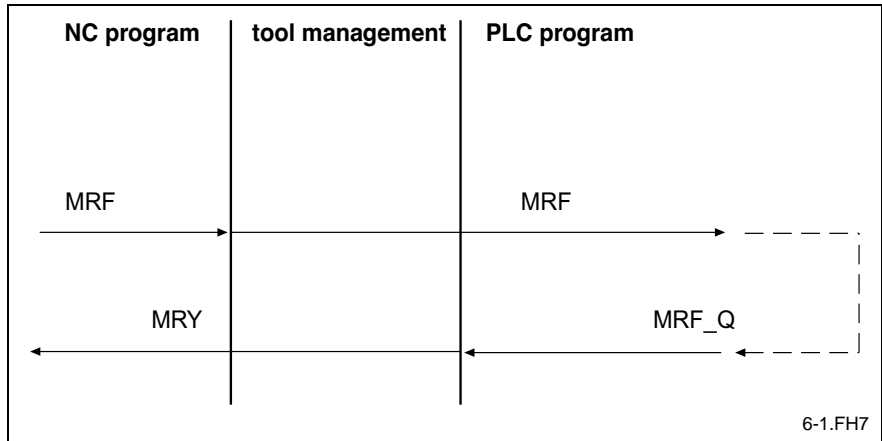 NC program
tool management
PLC program
MRF
MRF
MRY
MRF_Q
6-1.FH7